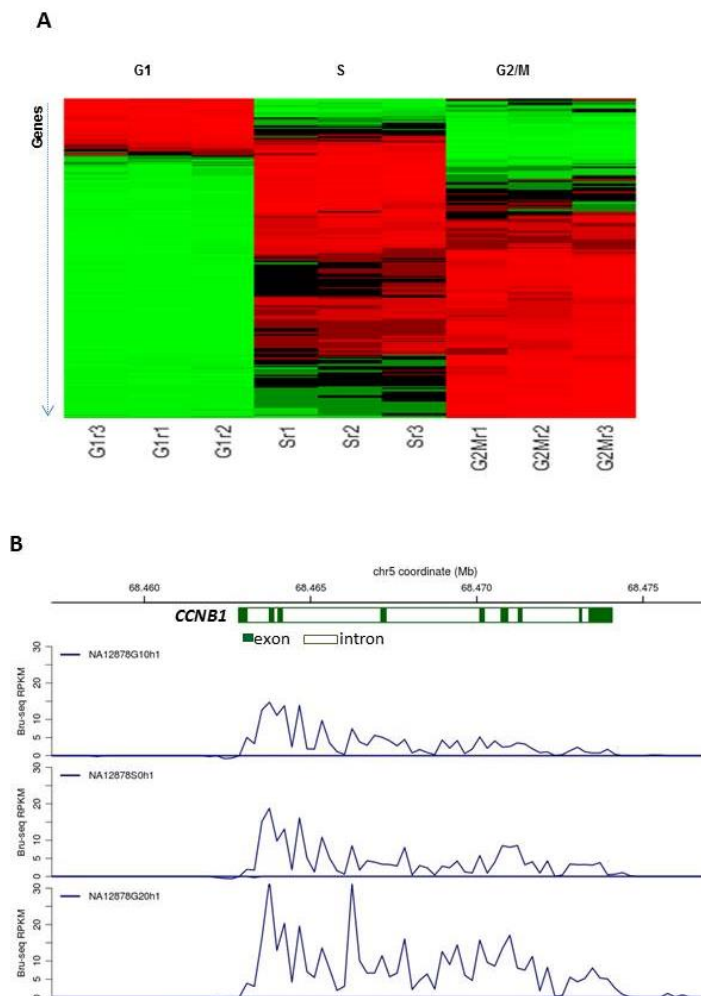 A
G1 S G2/M
Genes
G1r3 G1r1 G1r2 Sr1 Sr2 Sr3 G2Mr1 G2Mr2 G2Mr3
B
chr5 coordinate (Mb)
68.460 68.465 68.470 68.475
CCNB1
exon intron
30
20
10
5
0
Bru-seq RPKM
NA12878G10h1
30
20
10
5
0
Bru-seq RPKM
NA12878S0h1
30
20
10
5
0
Bru-seq RPKM
NA12878G20h1